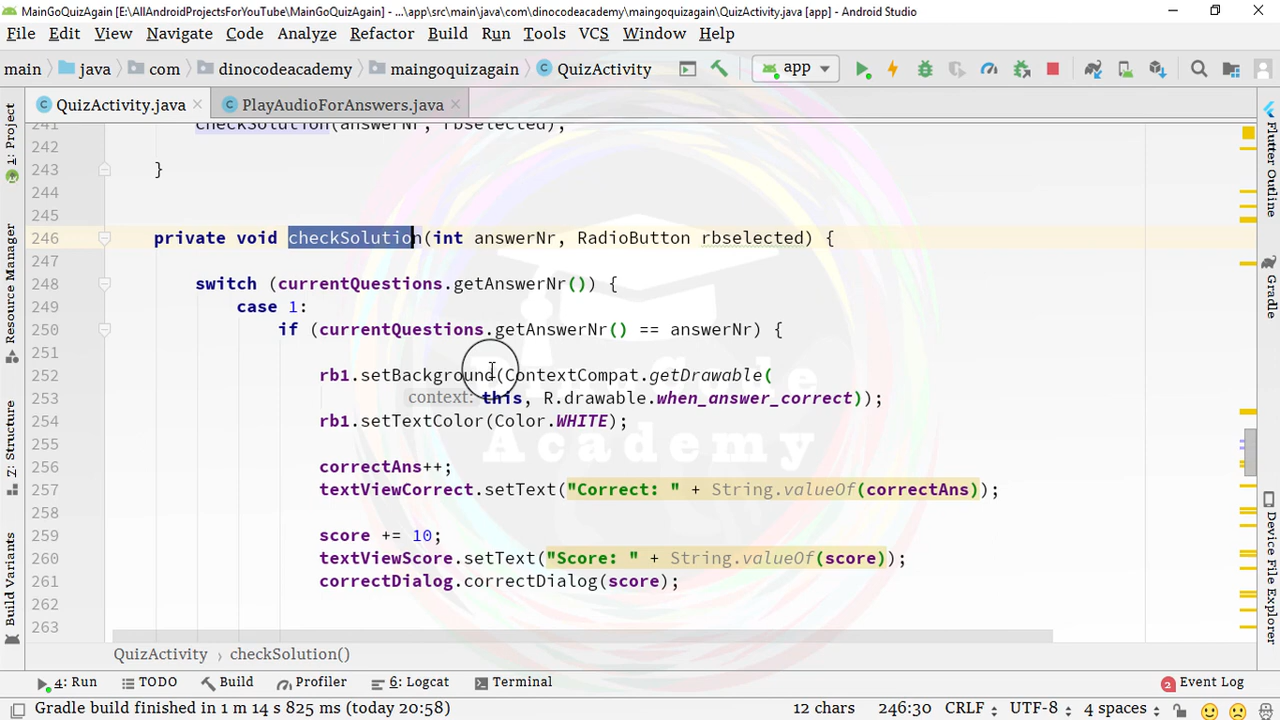 MainGoQuizAgain [E:\AllAndroidProjectsForYouTube\MainGoQuizAgain] - ...\app\src\main\java\com\dinocodeacademy\maingoquizagain\QuizActivity.java [app] - Android Studio
File Edit View Navigate Code Analyze Refactor Build Run Tools VCS Window Help
main java com dinocodeacademy maingoquizagain QuizActivity app
QuizActivity.java PlayAudioForAnswers.java
241 checkSolution(answerNr, rbselected);
242
243 }
244
245
246 private void checkSolution(int answerNr, RadioButton rbselected) {
247
248 switch (currentQuestions.getAnswerNr()) {
249 case 1:
250 if (currentQuestions.getAnswerNr() == answerNr) {
251
252 rb1.setBackground(ContextCompat.getDrawable(
253 context: this, R.drawable.when_answer_correct));
254 rb1.setTextColor(Color.WHITE);
256 correctAns++;
257 textViewCorrect.setText("Correct: " + String.valueOf(correctAns));
259 score += 10;
260 textViewScore.setText("Score: " + String.valueOf(score));
261 correctDialog.correctDialog(score);
262
263
QuizActivity › checkSolution()
4: Run TODO Build Profiler 6: Logcat Terminal 2 Event Log
Gradle build finished in 1 m 14 s 825 ms (today 20:58) 12 chars 246:30 CRLF UTF-8 4 spaces
1: Project
Resource Manager
Z: Structure
Build Variants
Flutter Outline
Gradle
Device File Explorer
Academy